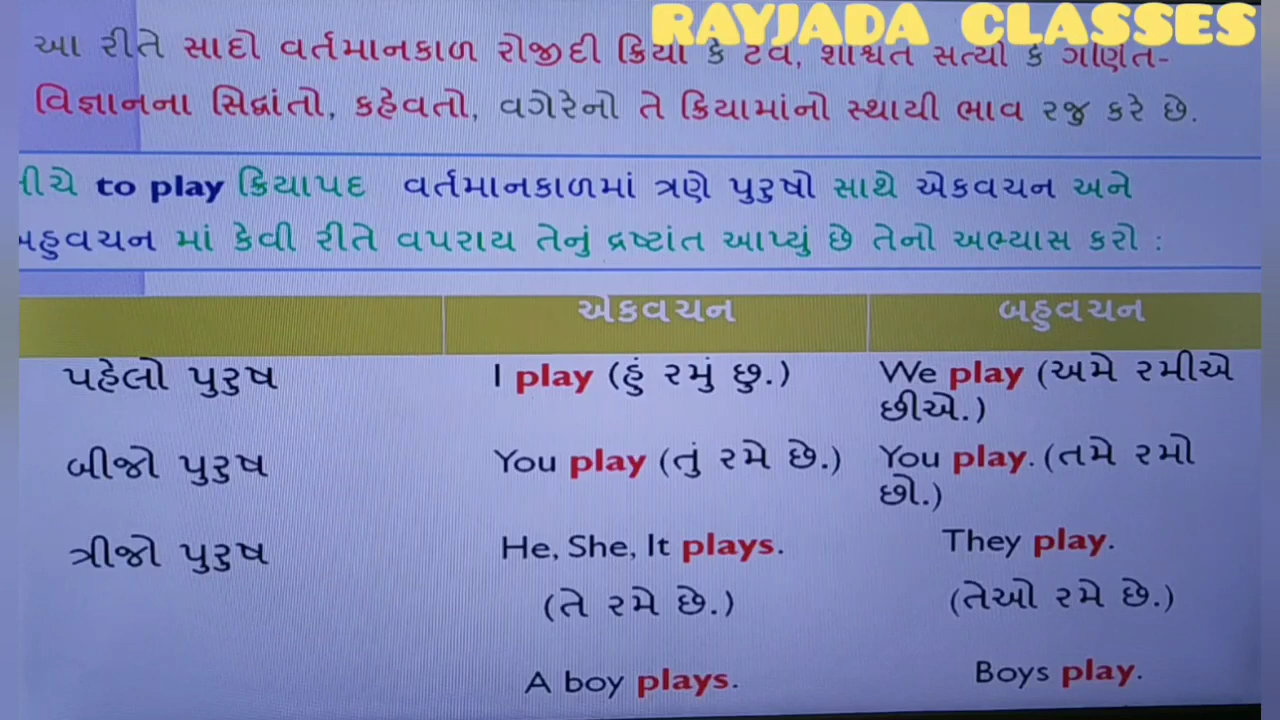 RAYJADA CLASSES
આ રીતે સાદો વર્તમાનકાળ રોજીંદી ક્રિયા કે ટેવ, શાશ્વત સત્યો કે ગણિત-
વિજ્ઞાનના સિદ્ધાંતો, કહેવતો, વગેરેનો તે ક્રિયામાંનો સ્થાયી ભાવ રજુ કરે છે.
to play ક્રિયાપદ વર્તમાનકાળમાં ત્રણે પુરુષો સાથે એકવચન અને
માં કેવી રીતે વપરાય તેનું દ્રષ્ટાંત આપ્યું છે તેનો અભ્યાસ કરો :
એકવચન બહુવચન
પહેલો પુરુષ I play (હું રમું છુ.) We play (અમે રમીએ
છીએ.)
બીજો પુરુષ You play (તું રમે છે.) You play. (તમે રમો
છો.)
ત્રીજો પુરુષ He, She, It plays. They play.
(તે રમે છે.) (તેઓ રમે છે.)
A boy plays. Boys play.